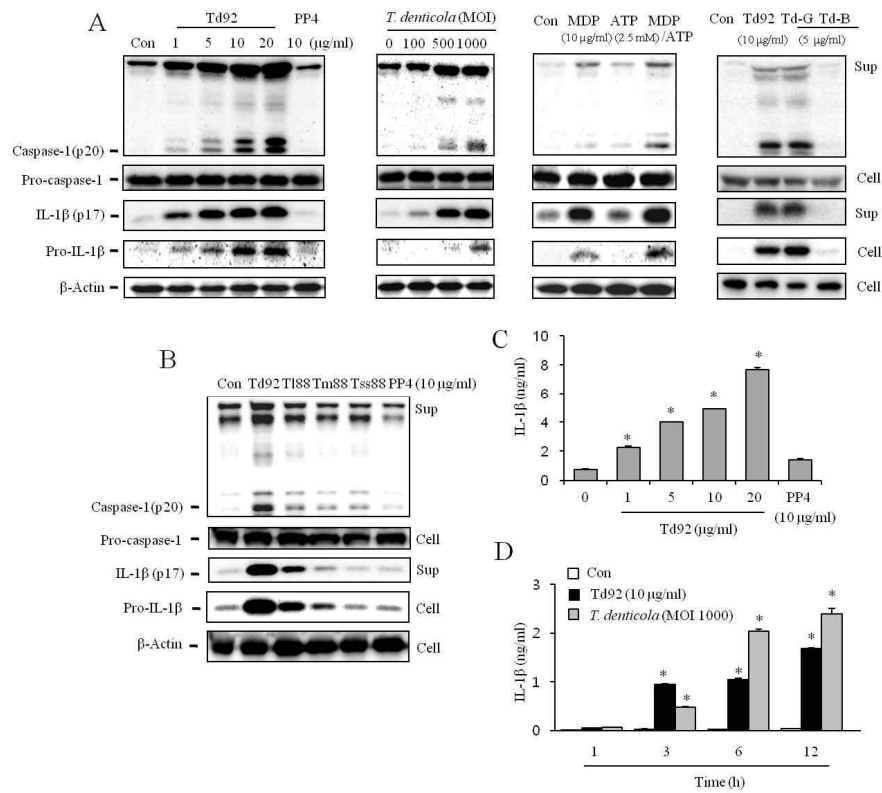 A
Td92 PP4
Con 1 5 10 20 10 (μg/ml)
T. denticola (MOI)
0 100 500 1000
Con MDP ATP MDP
(10 μg/ml) (2.5 mM) /ATP
Con Td92 Td-G Td-B
(10 μg/ml) (5 μg/ml)
Sup
Caspase-1(p20)
Pro-caspase-1
Cell
IL-1β (p17)
Sup
Pro-IL-1β
Cell
β-Actin
Cell
B
Con Td92 Tl88 Tm88 Tss88 PP4 (10 μg/ml)
Sup
Caspase-1(p20)
Pro-caspase-1
Cell
IL-1β (p17)
Sup
Pro-IL-1β
Cell
β-Actin
Cell
C
IL-1β (ng/ml)
10
8
6
4
2
0
* * * *
0 1 5 10 20 PP4
Td92 (μg/ml) (10 μg/ml)
D
Con
Td92 (10 μg/ml)
T. denticola (MOI 1000)
IL-1β (ng/ml)
3
2
1
0
* * * * * *
1 3 6 12
Time (h)